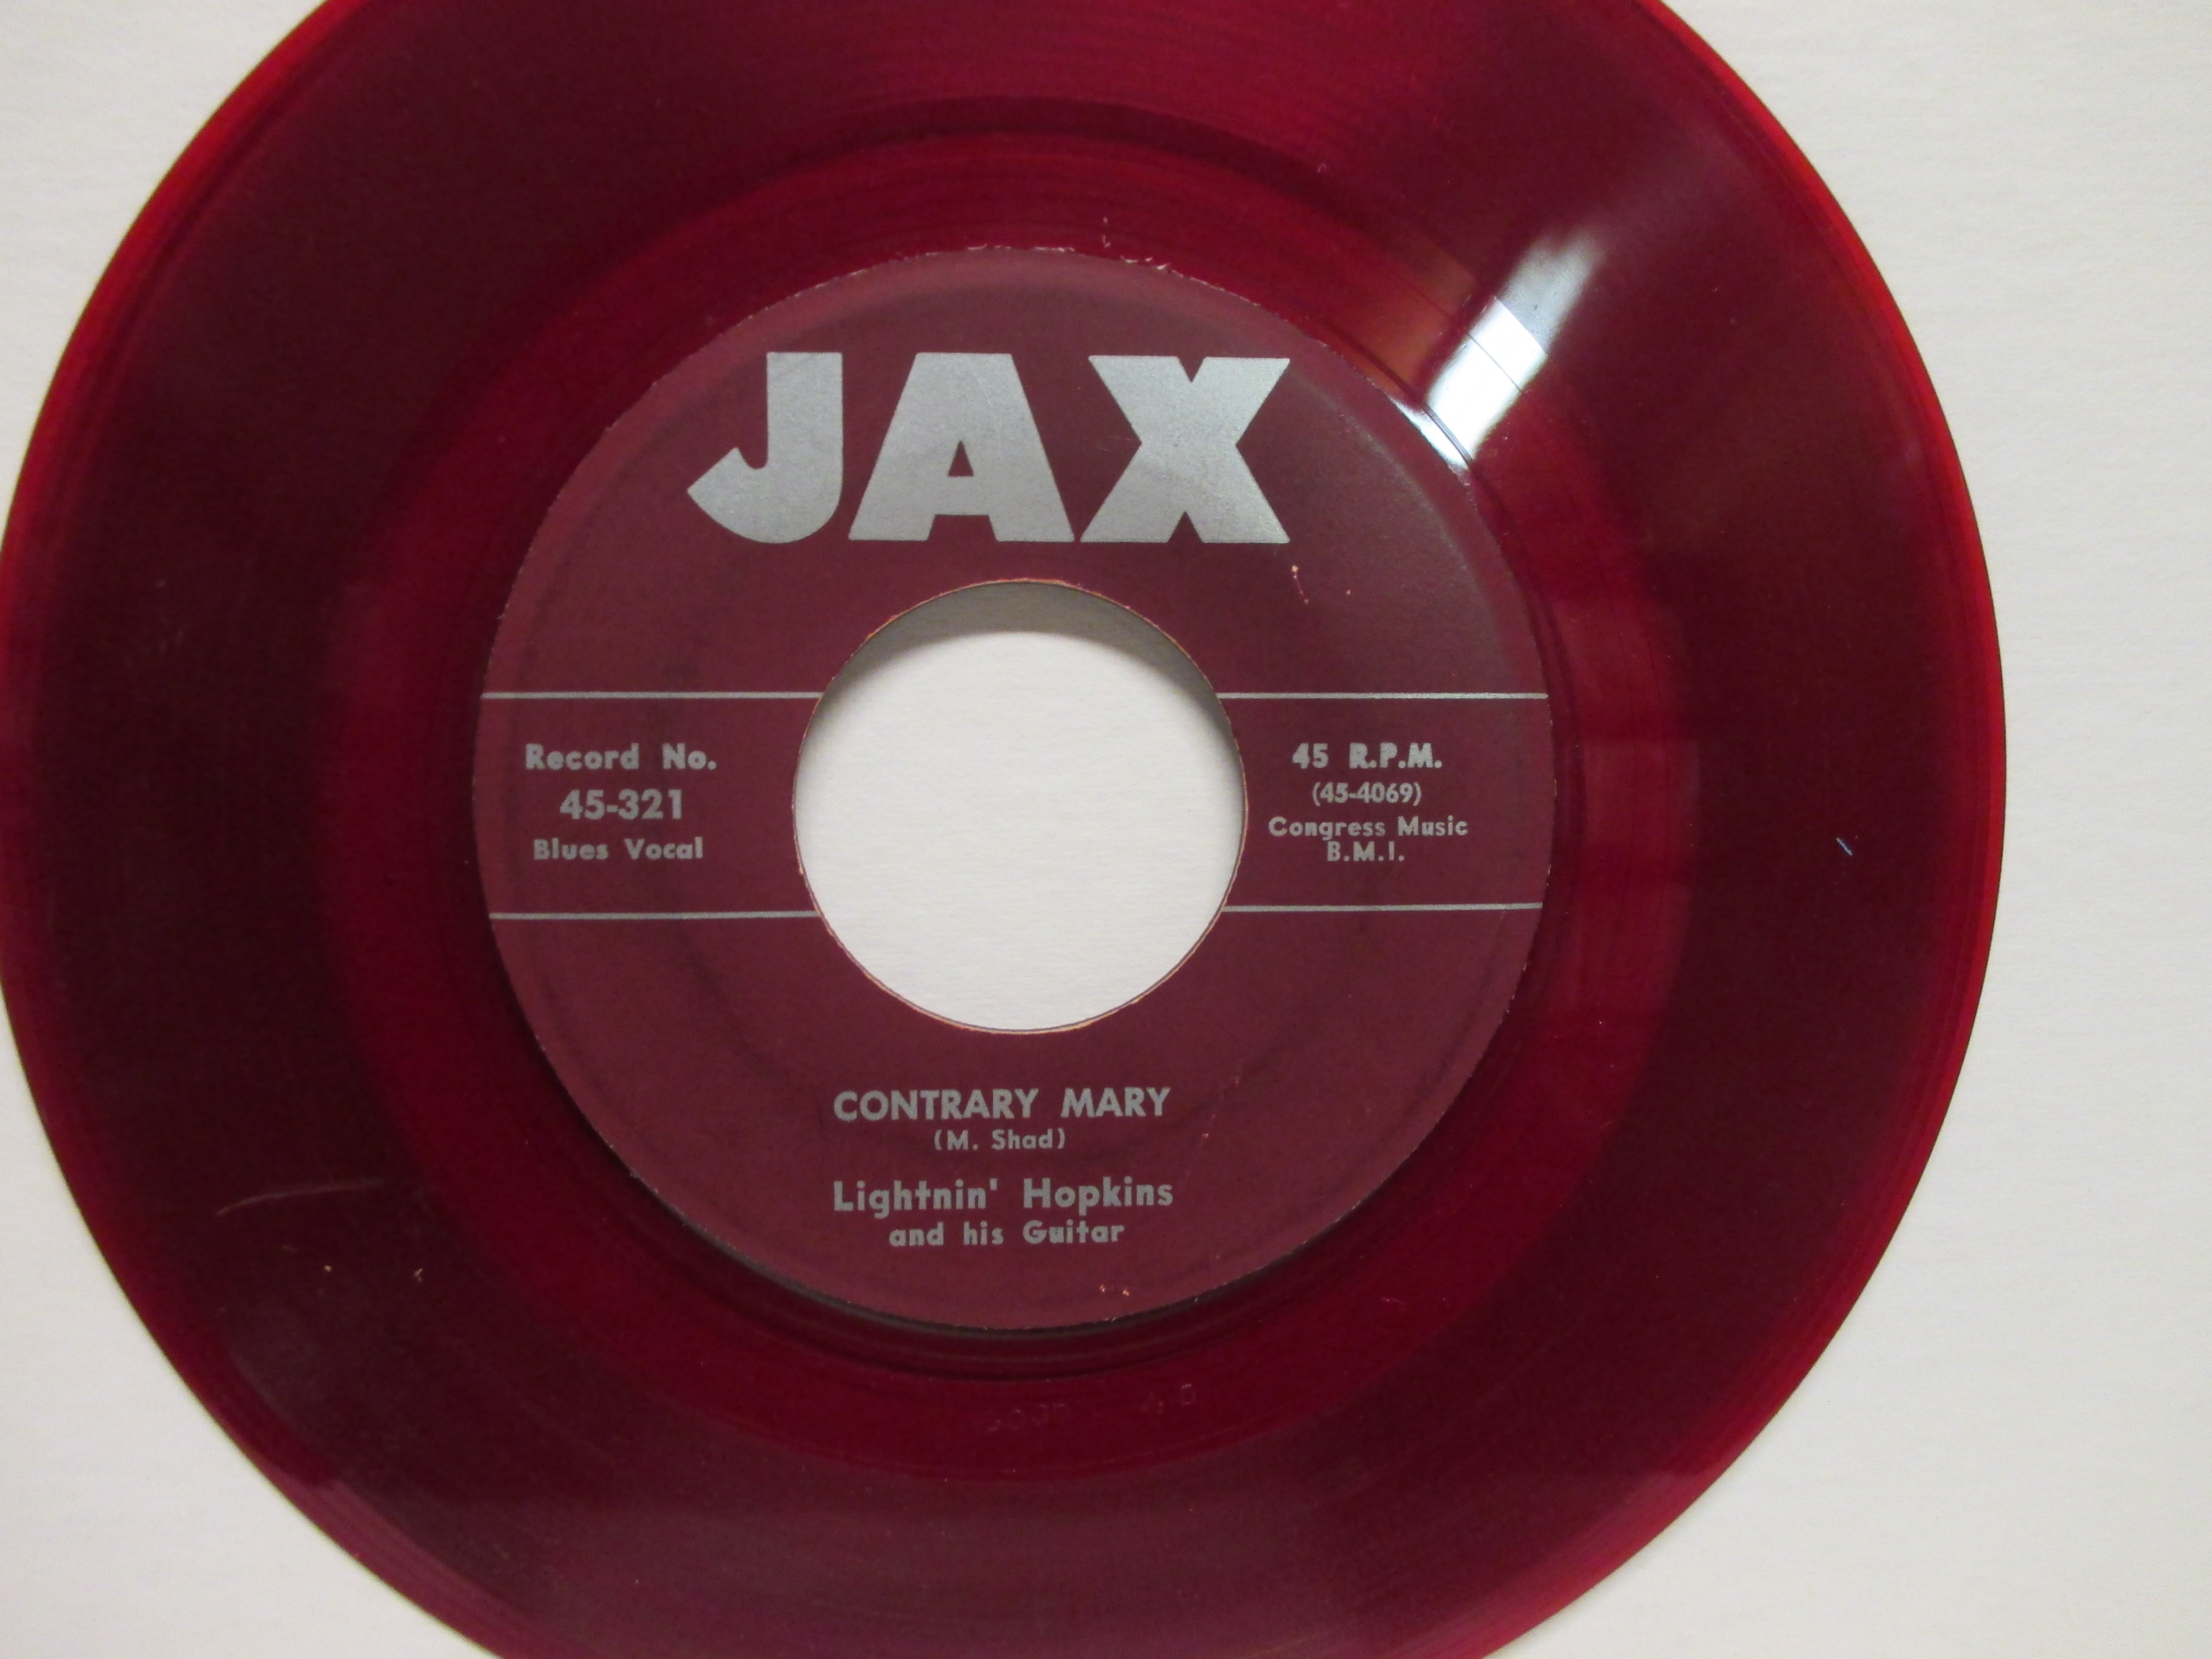 JAX
Record No.
45-321
Blues Vocal
45 R.P.M.
(45-4069)
Congress Music
B.M.I.
CONTRARY MARY
(M. Shad)
Lightnin' Hopkins
and his Guitar